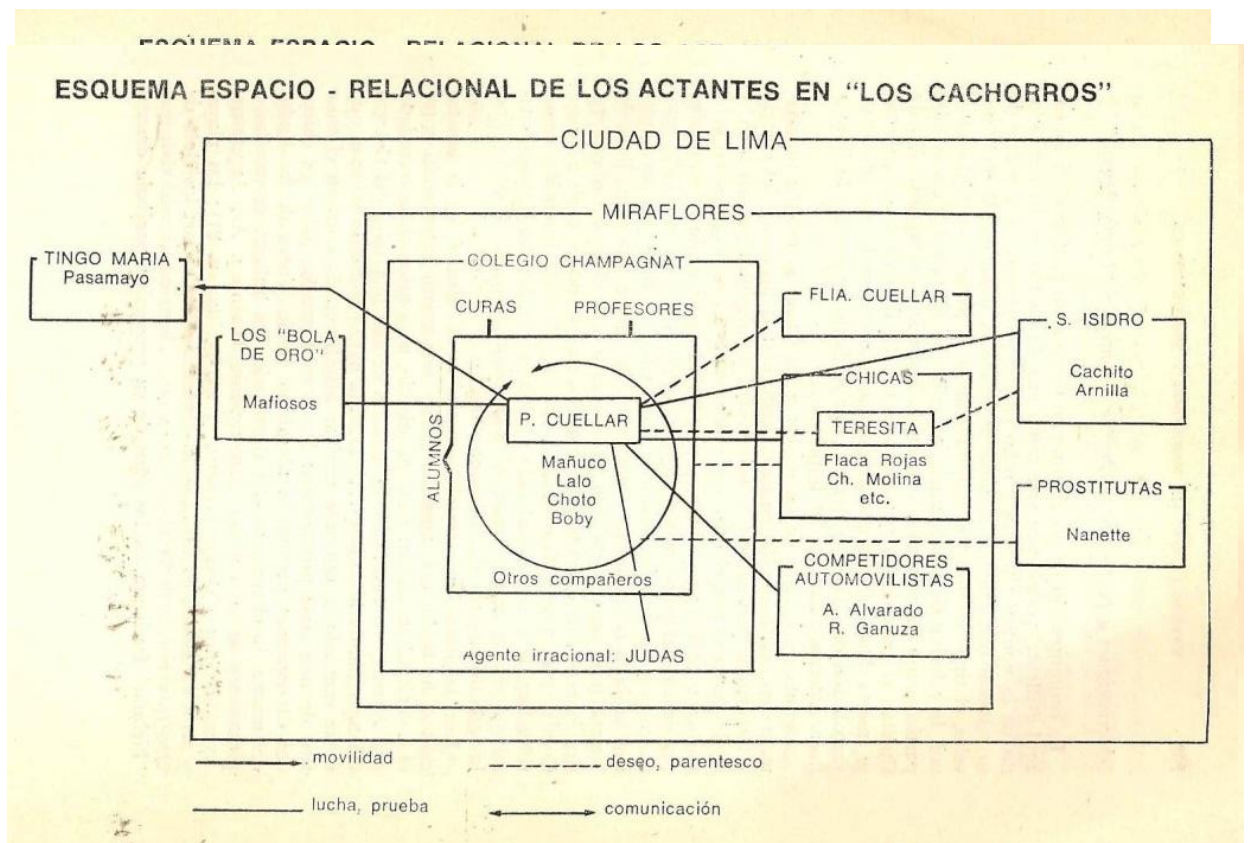 ESQUEMA ESPACIO - RELACIONAL DE LOS ACTANTES EN "LOS CACHORROS"
CIUDAD DE LIMA
MIRAFLORES
TINGO MARIA
Pasamayo
COLEGIO CHAMPAGNAT
CURAS
PROFESORES
FLIA. CUELLAR
LOS "BOLA
DE ORO"
Mafiosos
S. ISIDRO
Cachito
Arnilla
CHICAS
P. CUELLAR
TERESITA
ALUMNOS
Mañuco
Lalo
Choto
Boby
Flaca Rojas
Ch. Molina
etc.
PROSTITUTAS
Nanette
Otros compañeros
COMPETIDORES
AUTOMOVILISTAS
A. Alvarado
R. Ganuza
Agente irracional: JUDAS
movilidad
deseo, parentesco
lucha, prueba
comunicación